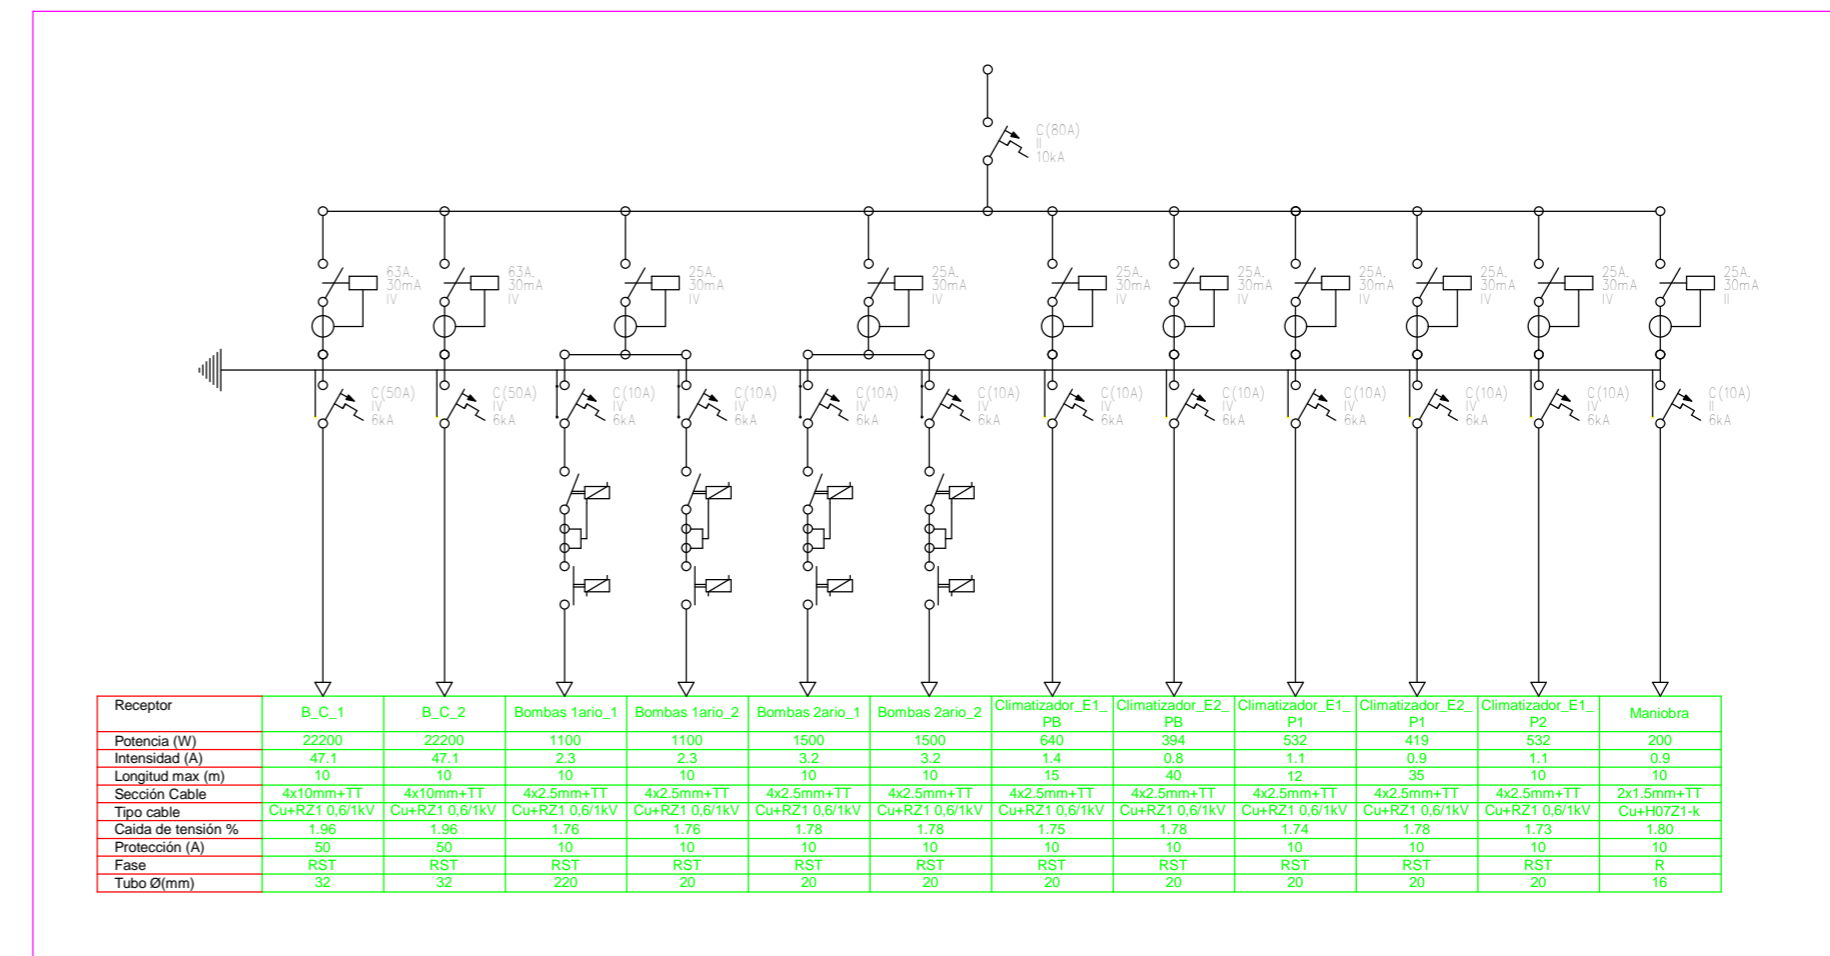 C(80A)
II
10kA
63A. 63A. 25A. 25A. 25A. 25A. 25A. 25A. 25A. 25A.
30mA 30mA 30mA 30mA 30mA 30mA 30mA 30mA 30mA 30mA
IV IV IV IV IV IV IV IV IV II
C(50A) C(50A) C(10A) C(10A) C(10A) C(10A) C(10A) C(10A) C(10A) C(10A) C(10A) C(10A)
IV IV IV IV IV IV IV IV IV IV IV II
6kA 6kA 6kA 6kA 6kA 6kA 6kA 6kA 6kA 6kA 6kA 6kA
Receptor B_C_1 B_C_2 Bombas 1ario_1 Bombas 1ario_2 Bombas 2ario_1 Bombas 2ario_2 Climatizador_E1_PB Climatizador_E2_PB Climatizador_E1_P1 Climatizador_E2_P1 Climatizador_E1_P2 Maniobra
Potencia (W) 22200 22200 1100 1100 1500 1500 640 394 532 419 532 200
Intensidad (A) 47.1 47.1 2.3 2.3 3.2 3.2 1.4 0.8 1.1 0.9 1.1 0.9
Longitud max (m) 10 10 10 10 10 10 15 40 12 35 10 10
Sección Cable 4x10mm+TT 4x10mm+TT 4x2.5mm+TT 4x2.5mm+TT 4x2.5mm+TT 4x2.5mm+TT 4x2.5mm+TT 4x2.5mm+TT 4x2.5mm+TT 4x2.5mm+TT 4x2.5mm+TT 2x1.5mm+TT
Tipo cable Cu+RZ1 0,6/1kV Cu+RZ1 0,6/1kV Cu+RZ1 0,6/1kV Cu+RZ1 0,6/1kV Cu+RZ1 0,6/1kV Cu+RZ1 0,6/1kV Cu+RZ1 0,6/1kV Cu+RZ1 0,6/1kV Cu+RZ1 0,6/1kV Cu+RZ1 0,6/1kV Cu+RZ1 0,6/1kV Cu+H07Z1-k
Caida de tensión % 1.96 1.96 1.76 1.76 1.78 1.78 1.75 1.78 1.74 1.78 1.73 1.80
Protección (A) 50 50 10 10 10 10 10 10 10 10 10 10
Fase RST RST RST RST RST RST RST RST RST RST RST R
Tubo Ø(mm) 32 32 220 20 20 20 20 20 20 20 20 16